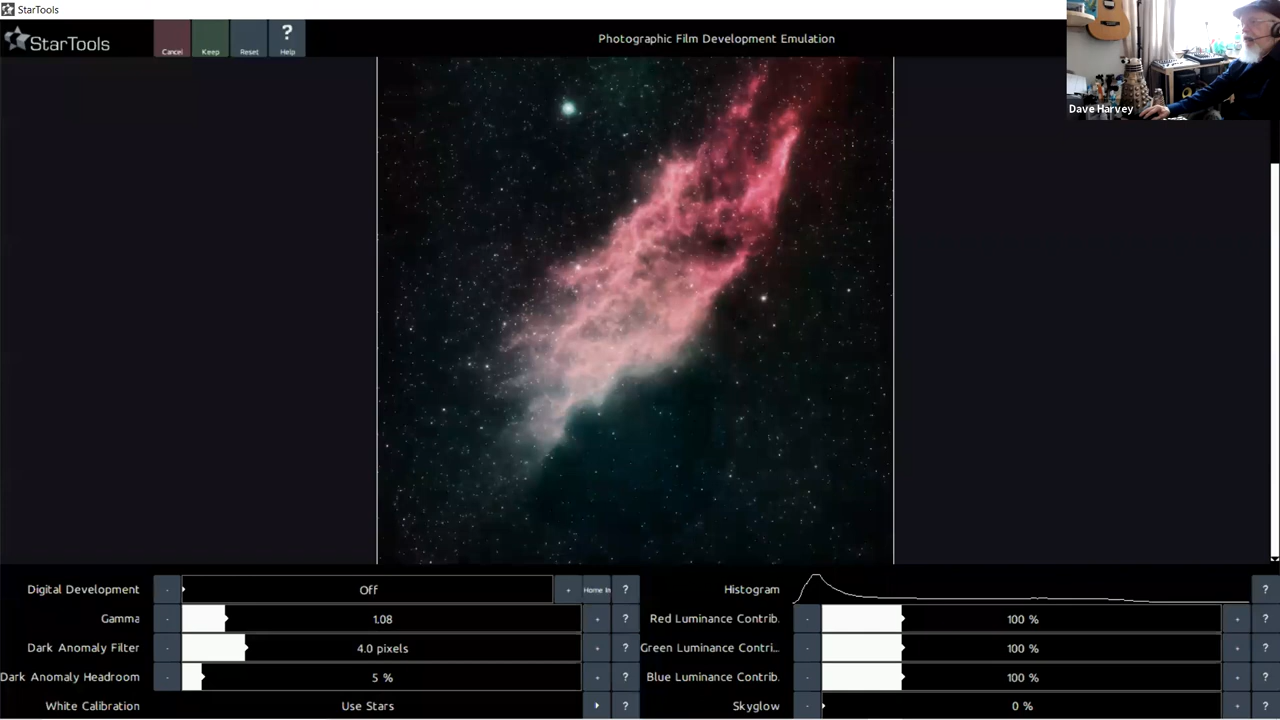 StarTools
StarTools
Cancel
Keep
Reset
?
Help
Photographic Film Development Emulation
Dave Harvey
Digital Development
-
Off
+
Home In
?
Gamma
-
1.08
+
?
Dark Anomaly Filter
-
4.0 pixels
+
?
Dark Anomaly Headroom
-
5 %
+
?
White Calibration
Use Stars
?
Histogram
?
Red Luminance Contrib.
-
100 %
+
?
Green Luminance Contri...
-
100 %
+
?
Blue Luminance Contrib.
-
100 %
+
?
Skyglow
-
0 %
+
?